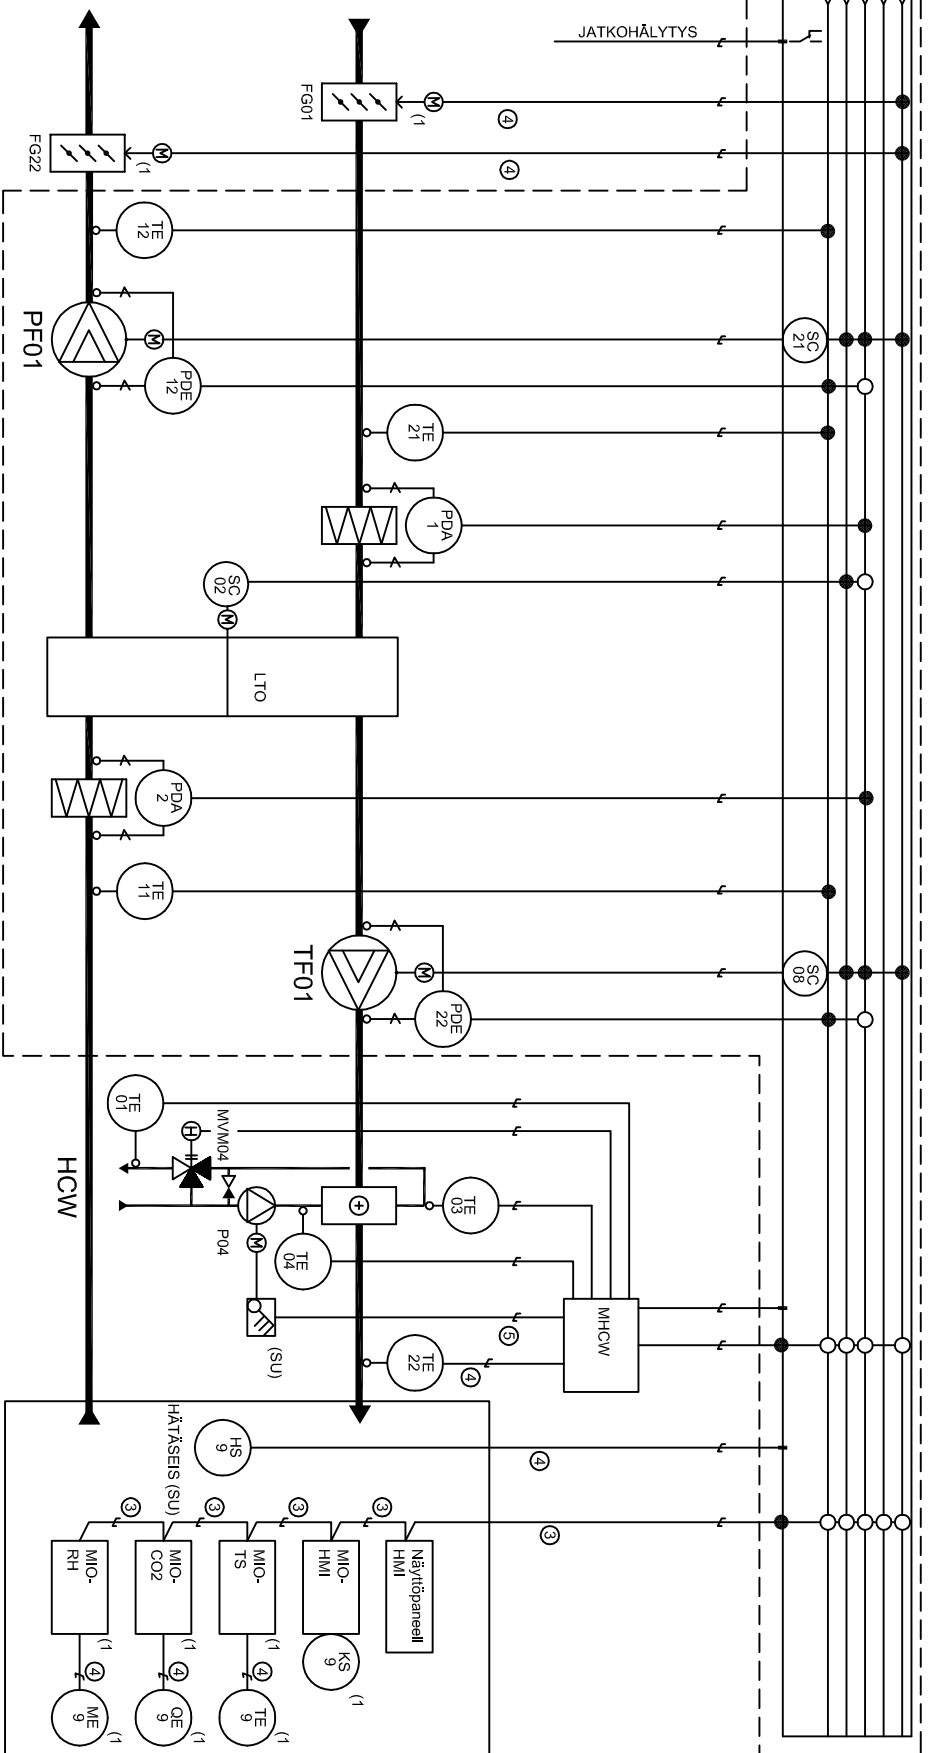 JATKOHÄLYTYS
FG01
M
(1
4
FG22
M
(1
4
TE
12
PF01
M
PDE
12
SC
21
TE
21
PDA
1
SC
02
M
LTO
PDA
2
TE
11
TF01
M
PDE
22
SC
08
HCW
TE
01
MVM04
H
P04
M
TE
03
TE
04
+
(SU)
5
MHCW
TE
22
4
HÄTÄSEIS (SU)
HS
9
4
3
3
3
3
3
Näyttöpaneeli
HMI
MIO-
HMI
KS
9
(1
MIO-
TS
(1
4
TE
9
(1
MIO-
CO2
(1
4
QE
9
(1
MIO-
RH
(1
4
ME
9
(1